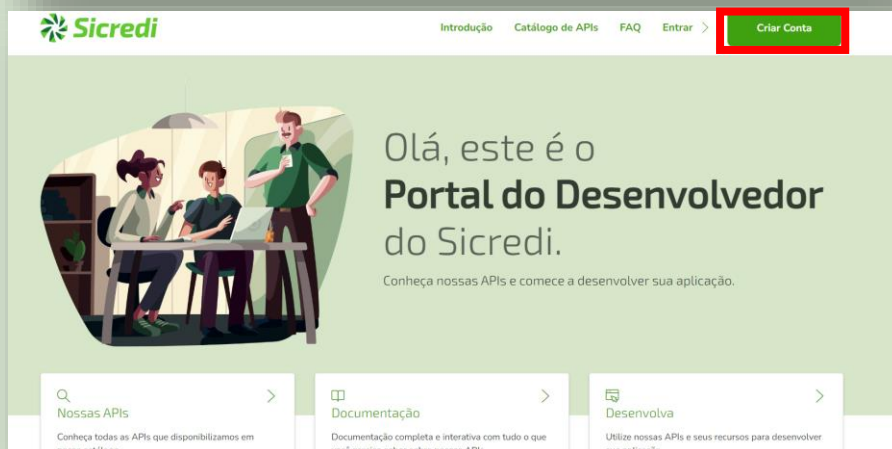 Sicredi
Introdução Catálogo de APIs FAQ Entrar Criar Conta
Olá, este é o
Portal do Desenvolvedor
do Sicredi.
Conheça nossas APIs e comece a desenvolver sua aplicação.
Nossas APIs
Conheça todas as APIs que disponibilizamos em
Documentação
Documentação completa e interativa com tudo o que
Desenvolva
Utilize nossas APIs e seus recursos para desenvolver